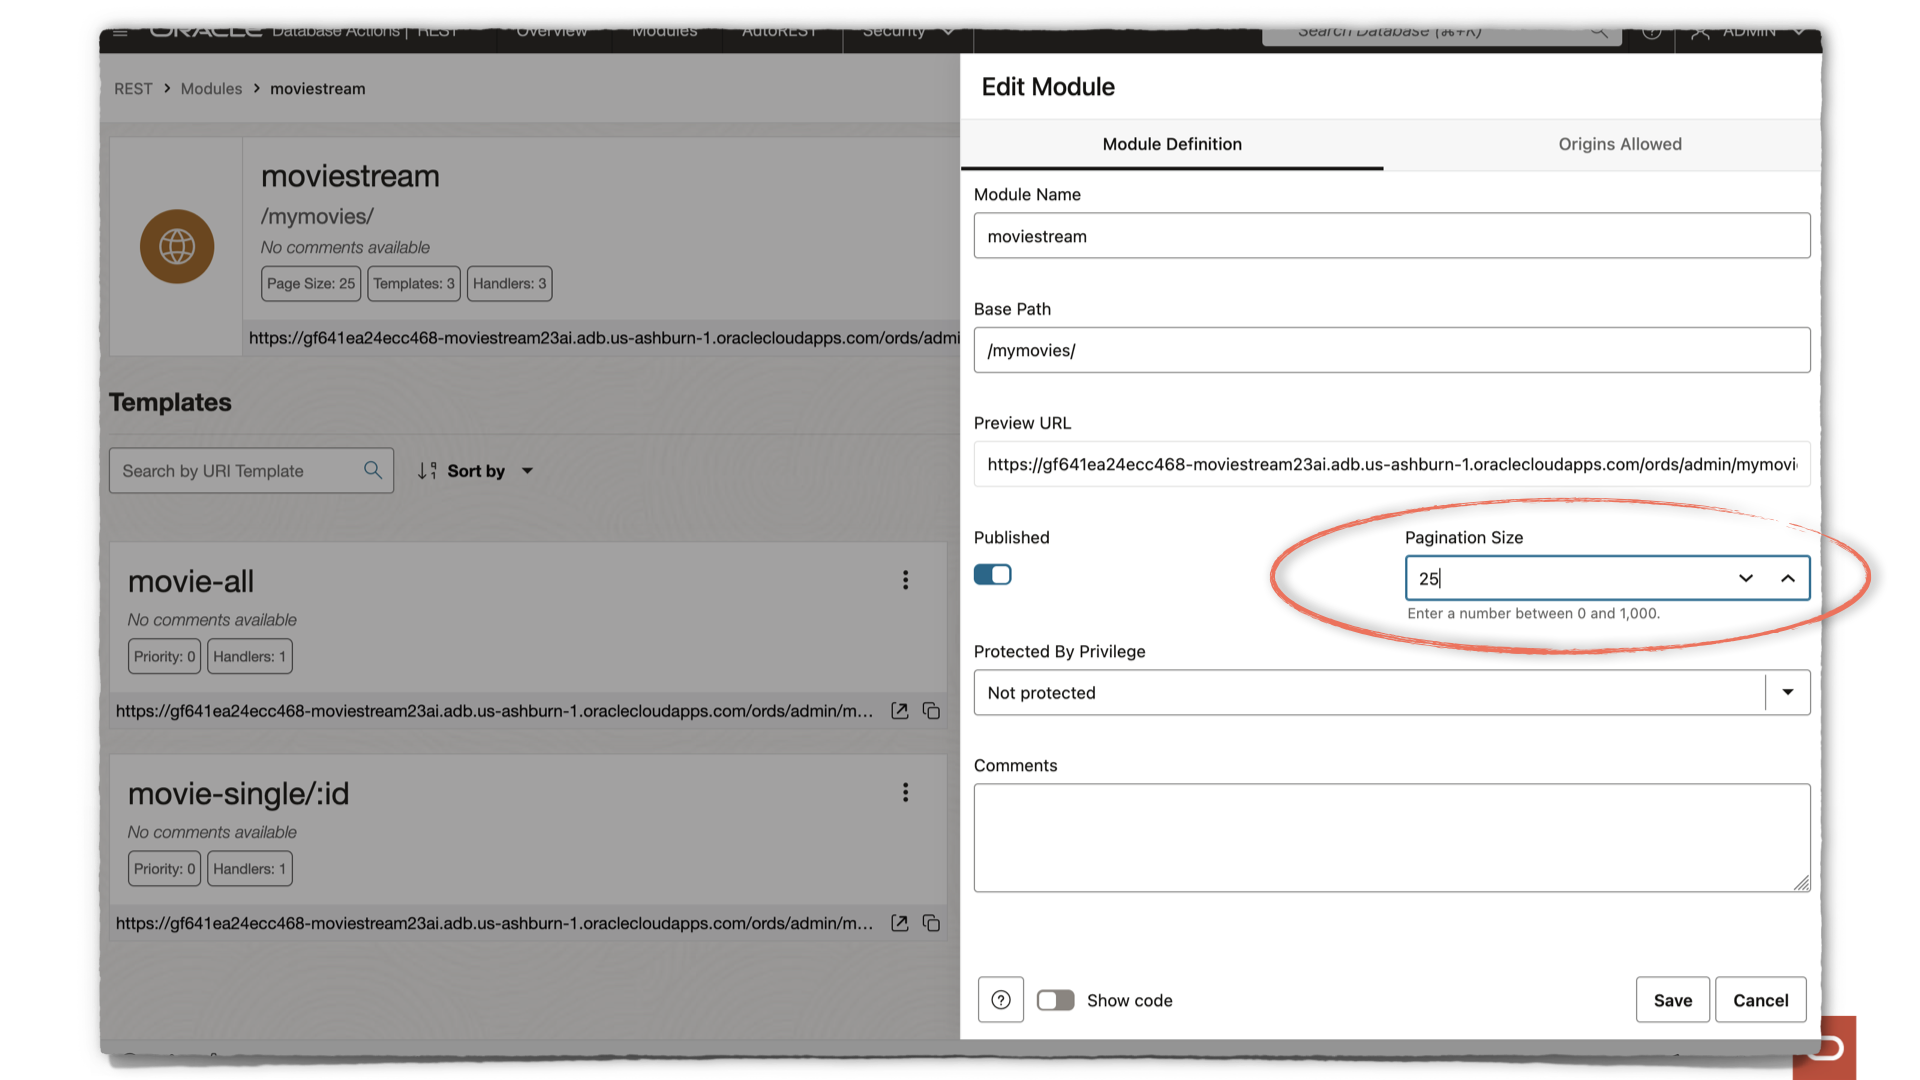 ORACLE Database Actions | REST Overview Modules AutoREST Security Search Database (⌘+K) ADMIN
REST > Modules > moviestream
moviestream
/mymovies/
No comments available
Page Size: 25 Templates: 3 Handlers: 3
https://gf641ea24ecc468-moviestream23ai.adb.us-ashburn-1.oraclecloudapps.com/ords/admi
Templates
Search by URI Template Sort by
movie-all
No comments available
Priority: 0 Handlers: 1
https://gf641ea24ecc468-moviestream23ai.adb.us-ashburn-1.oraclecloudapps.com/ords/admin/m...
movie-single/:id
No comments available
Priority: 0 Handlers: 1
https://gf641ea24ecc468-moviestream23ai.adb.us-ashburn-1.oraclecloudapps.com/ords/admin/m...
Edit Module
Module Definition Origins Allowed
Module Name
moviestream
Base Path
/mymovies/
Preview URL
https://gf641ea24ecc468-moviestream23ai.adb.us-ashburn-1.oraclecloudapps.com/ords/admin/mymovi
Published Pagination Size
25
Enter a number between 0 and 1,000.
Protected By Privilege
Not protected
Comments
Show code Save Cancel